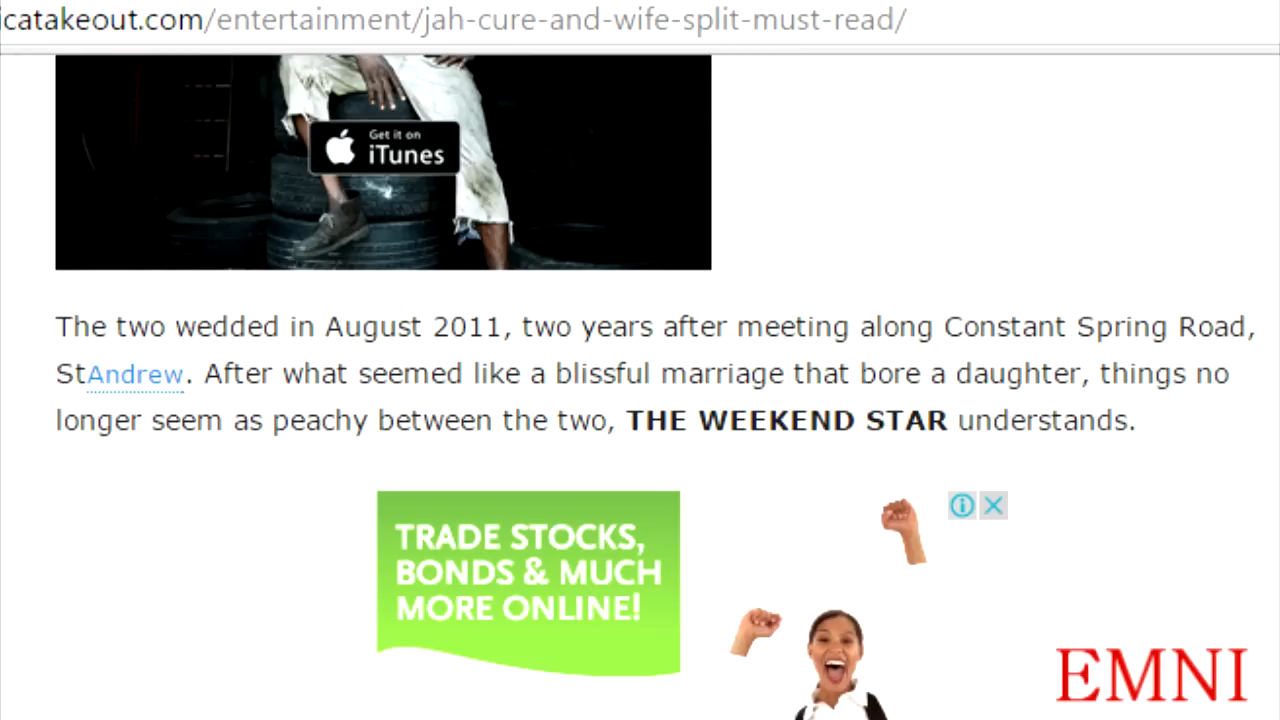 icatakeout.com/entertainment/jah-cure-and-wife-split-must-read/
Get it on
iTunes
The two wedded in August 2011, two years after meeting along Constant Spring Road,
StAndrew. After what seemed like a blissful marriage that bore a daughter, things no
longer seem as peachy between the two, THE WEEKEND STAR understands.
TRADE STOCKS,
BONDS & MUCH
MORE ONLINE!
EMNI